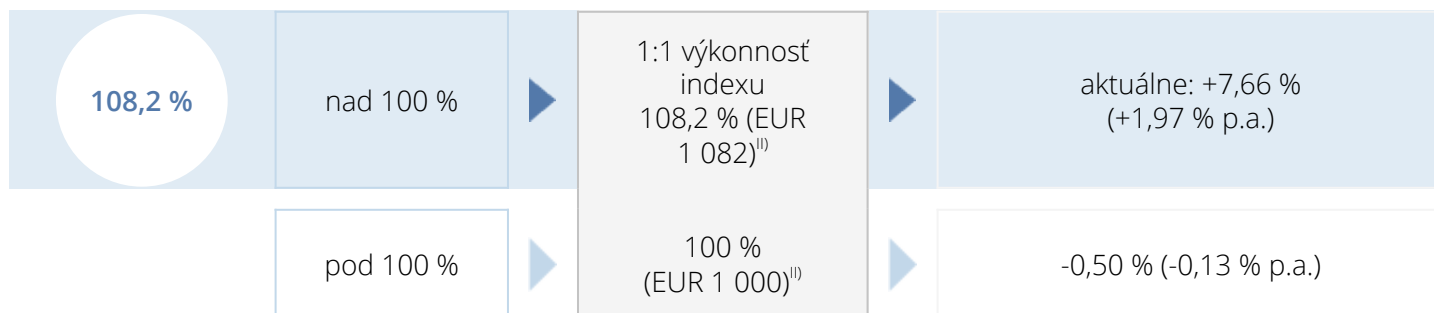 108,2 %
nad 100 %
1:1 výkonnosť
indexu
108,2 % (EUR
1 082)II)
aktuálne: +7,66 %
(+1,97 % p.a.)
pod 100 %
100 %
(EUR 1 000)II)
-0,50 % (-0,13 % p.a.)